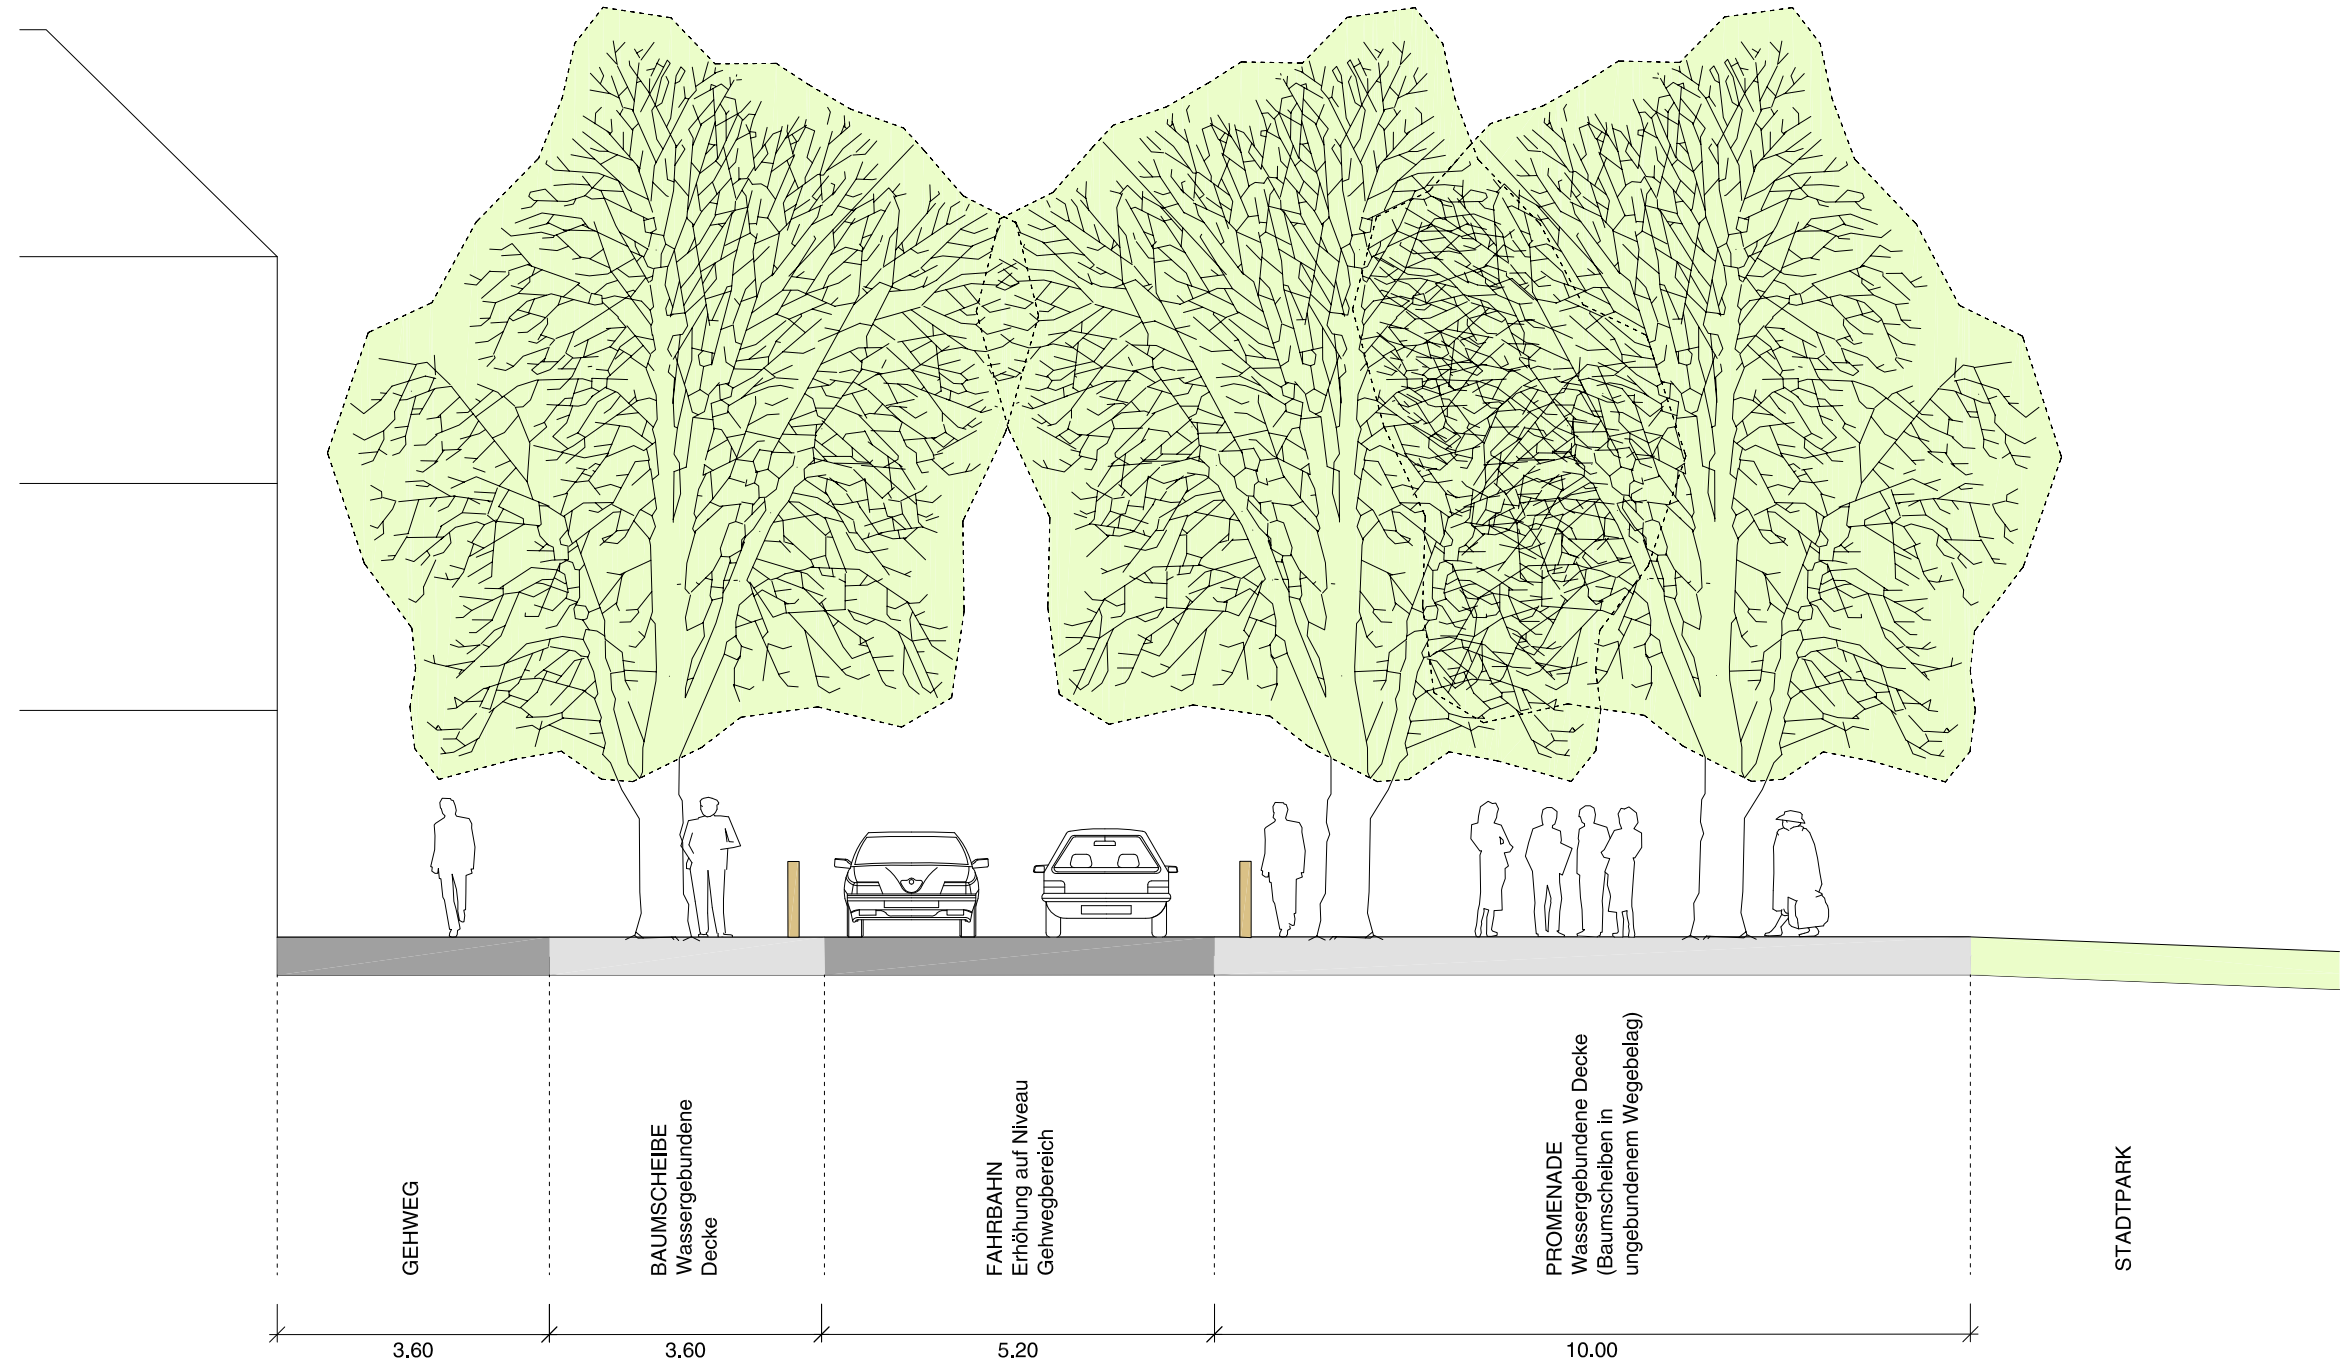 GEHWEG
BAUMSCHEIBE
Wassergebundene
Decke
FAHRBAHN
Erhöhung auf Niveau
Gehwegbereich
PROMENADE
Wassergebundene Decke
(Baumscheiben in
ungebundenem Wegebelag)
STADTPARK
3.60
3.60
5.20
10.00